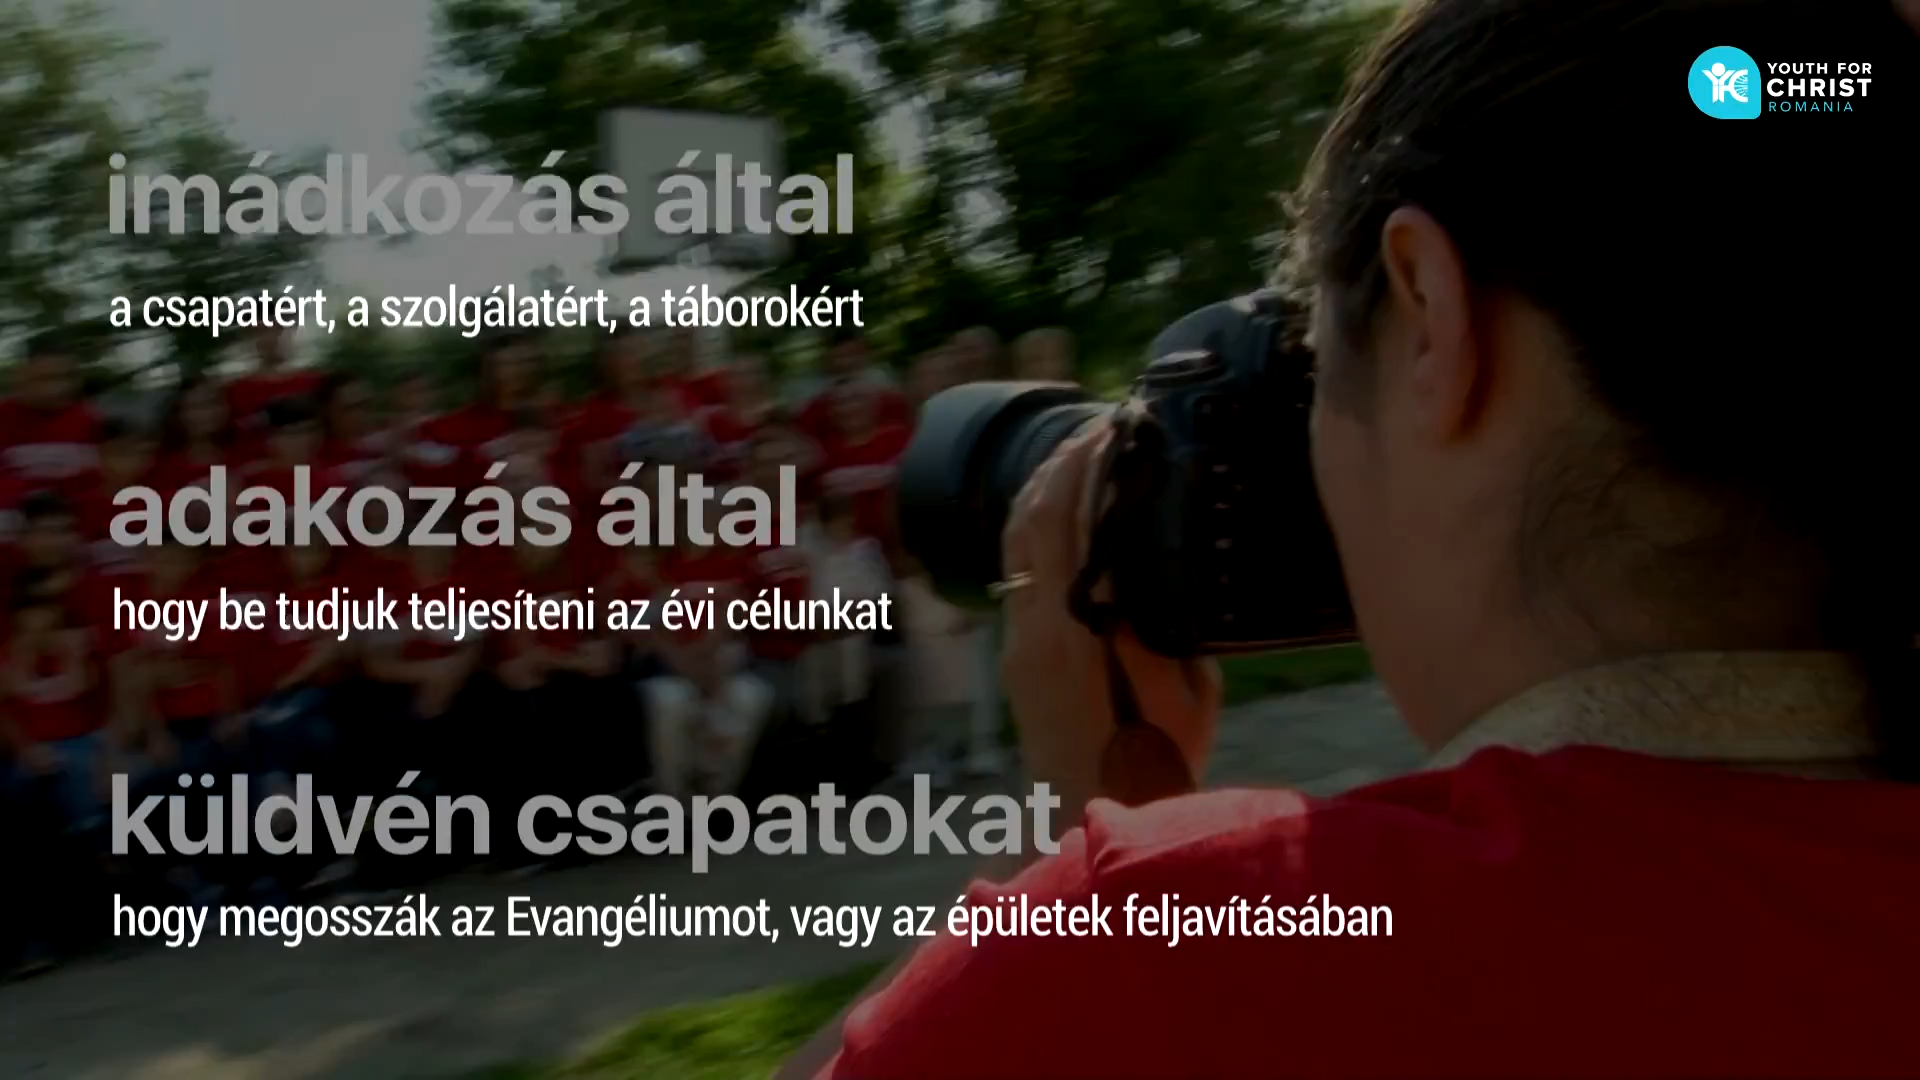 YOUTH FOR
CHRIST
ROMANIA
imádkozás által
a csapatért, a szolgálatért, a táborokért
adakozás által
hogy be tudjuk teljesíteni az évi célunkat
küldvén csapatokat
hogy megosszák az Evangéliumot, vagy az épületek feljavításában